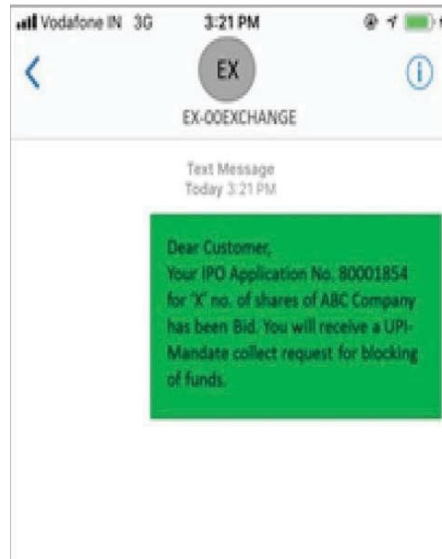 Vodafone IN 3G 3:21 PM
EX
EX-00EXCHANGE
Text Message
Today 3:21 PM
Dear Customer,
Your IPO Application No. 80001854
for 'X' no. of shares of ABC Company
has been Bid. You will receive a UPI-
Mandate collect request for blocking
of funds.